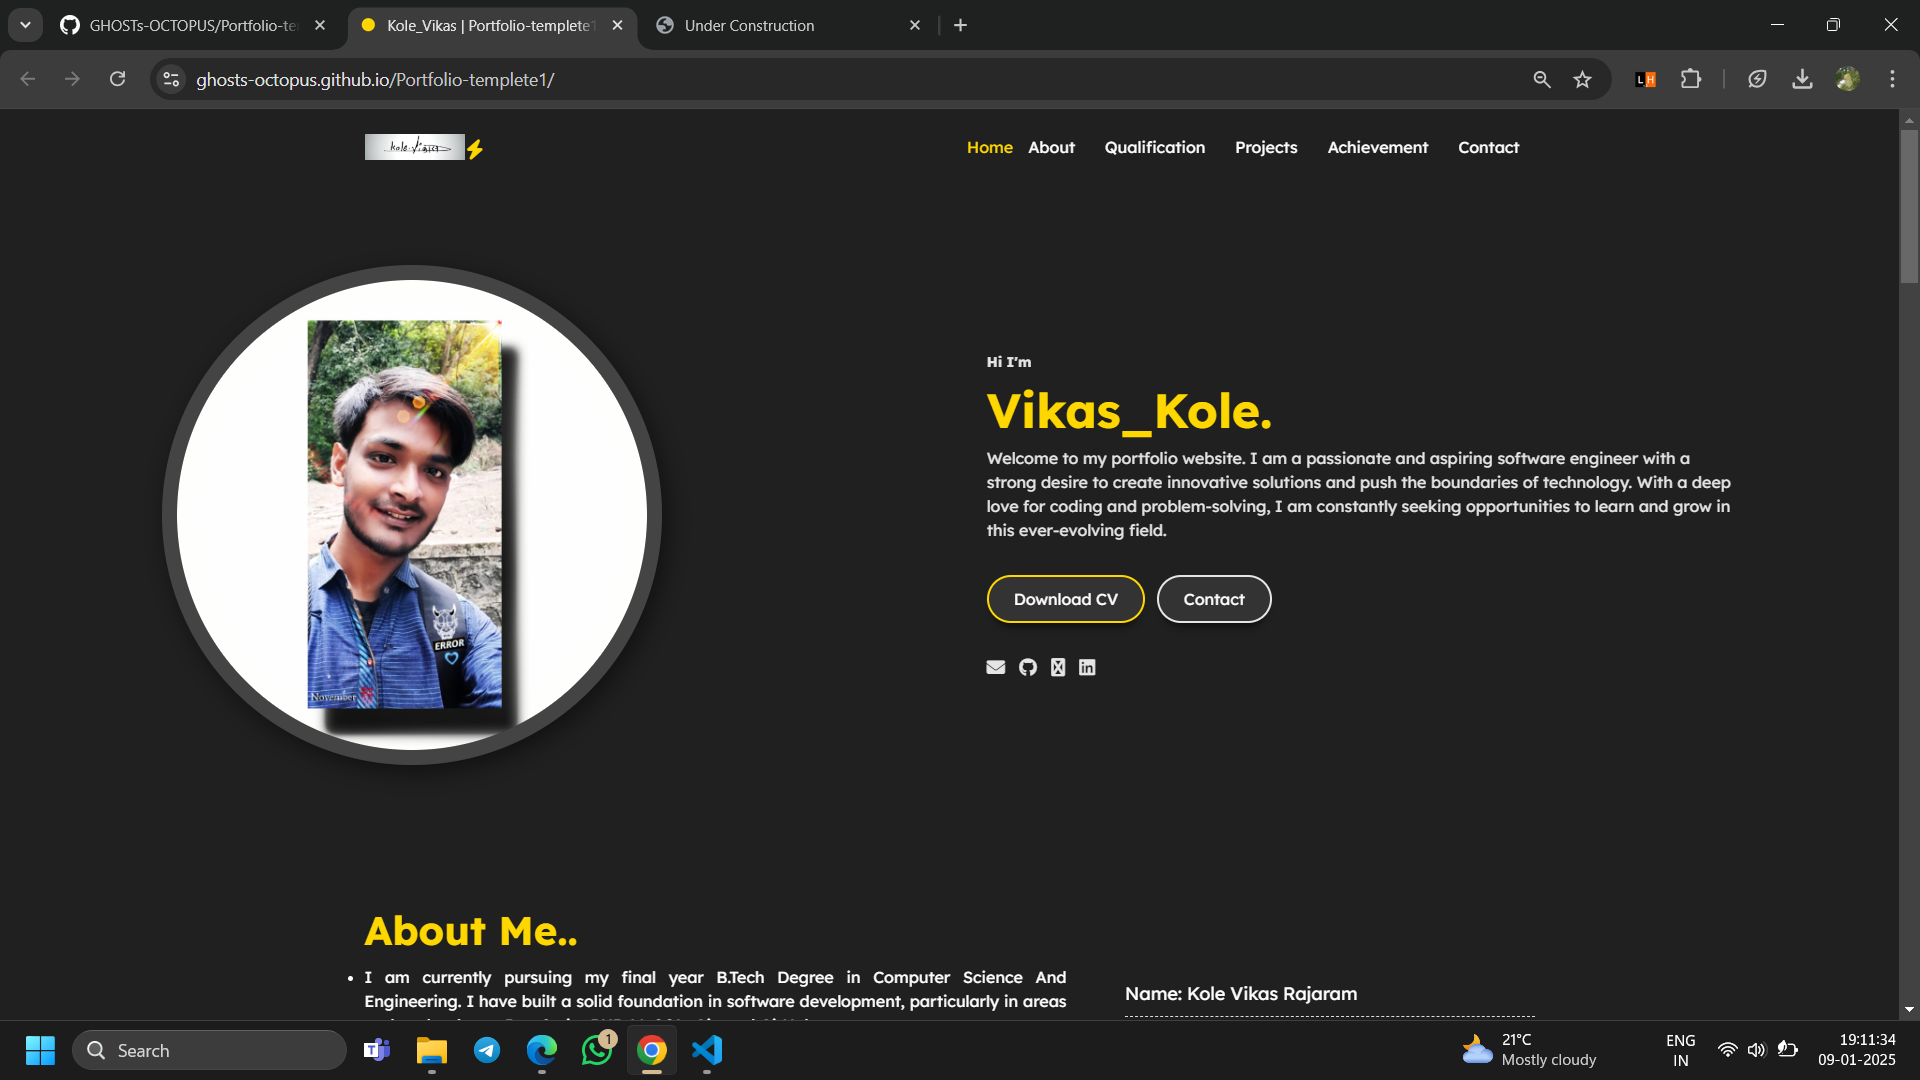 GHOSTs-OCTOPUS/Portfolio-te
Kole_Vikas | Portfolio-templete1
Under Construction
ghosts-octopus.github.io/Portfolio-templete1/
L H
kole.Vikas
Home About Qualification Projects Achievement Contact
Hi I'm
Vikas_Kole.
Welcome to my portfolio website. I am a passionate and aspiring software engineer with a
strong desire to create innovative solutions and push the boundaries of technology. With a deep
love for coding and problem-solving, I am constantly seeking opportunities to learn and grow in
this ever-evolving field.
Download CV Contact
ERROR
November
About Me..
I am currently pursuing my final year B.Tech Degree in Computer Science And
Engineering. I have built a solid foundation in software development, particularly in areas
Name: Kole Vikas Rajaram
Search
1
21°C
Mostly cloudy
ENG
IN
19:11:34
09-01-2025